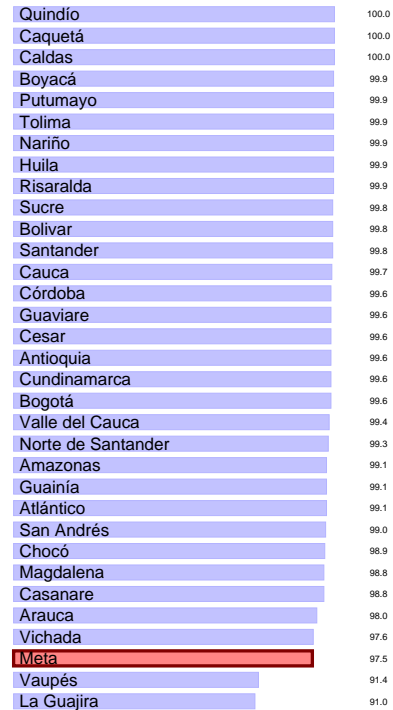 Quindío 100.0
Caquetá 100.0
Caldas 100.0
Boyacá 99.9
Putumayo 99.9
Tolima 99.9
Nariño 99.9
Huila 99.9
Risaralda 99.9
Sucre 99.8
Bolivar 99.8
Santander 99.8
Cauca 99.7
Córdoba 99.6
Guaviare 99.6
Cesar 99.6
Antioquia 99.6
Cundinamarca 99.6
Bogotá 99.6
Valle del Cauca 99.4
Norte de Santander 99.3
Amazonas 99.1
Guainía 99.1
Atlántico 99.1
San Andrés 99.0
Chocó 98.9
Magdalena 98.8
Casanare 98.8
Arauca 98.0
Vichada 97.6
Meta 97.5
Vaupés 91.4
La Guajira 91.0